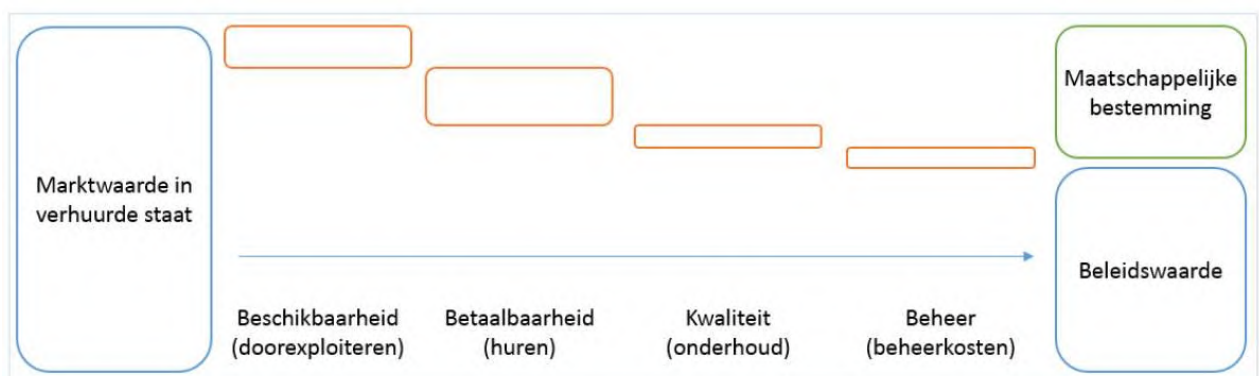 Marktwaarde in
verhuurde staat
Beschikbaarheid
(doorexploiteren)
Betaalbaarheid
(huren)
Kwaliteit
(onderhoud)
Beheer
(beheerkosten)
Maatschappelijke
bestemming
Beleidswaarde